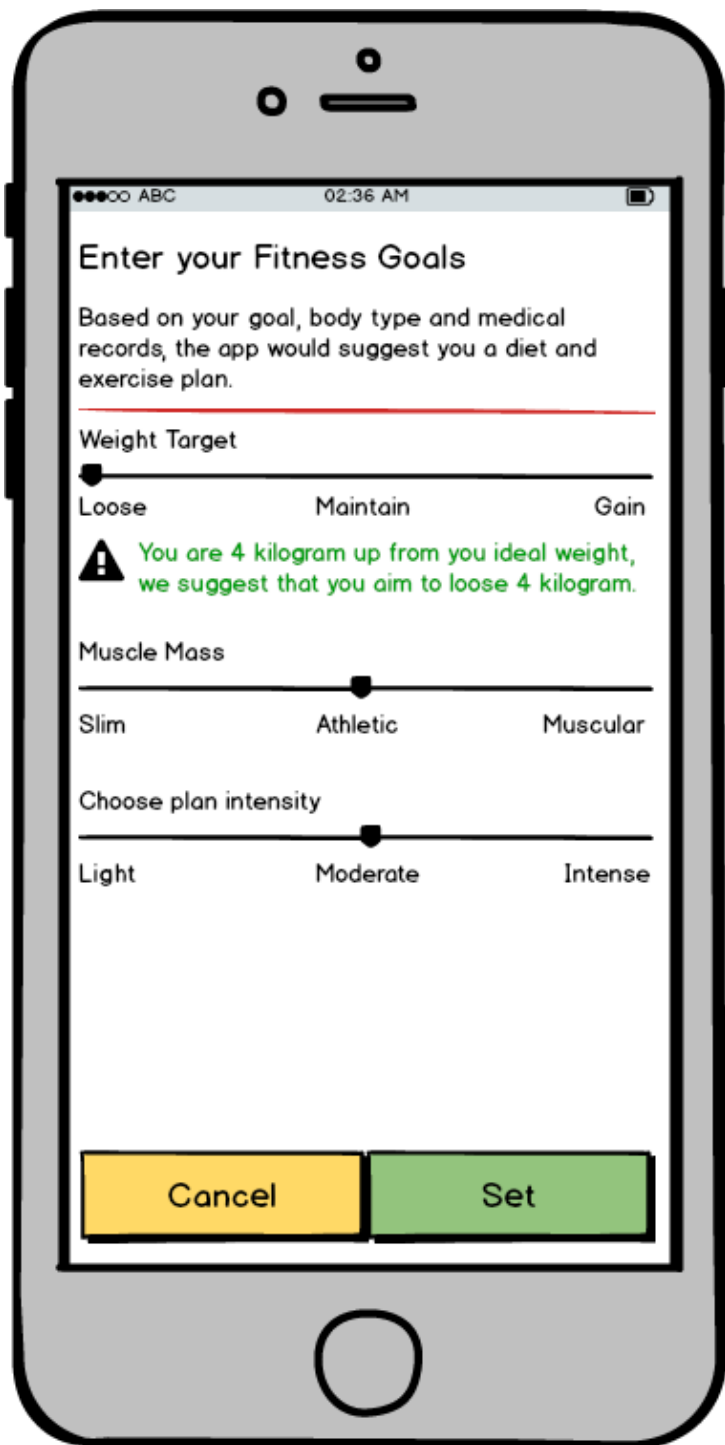 ABC 02:36 AM
Enter your Fitness Goals
Based on your goal, body type and medical
records, the app would suggest you a diet and
exercise plan.
Weight Target
Loose Maintain Gain
You are 4 kilogram up from you ideal weight,
we suggest that you aim to loose 4 kilogram.
Muscle Mass
Slim Athletic Muscular
Choose plan intensity
Light Moderate Intense
Cancel Set